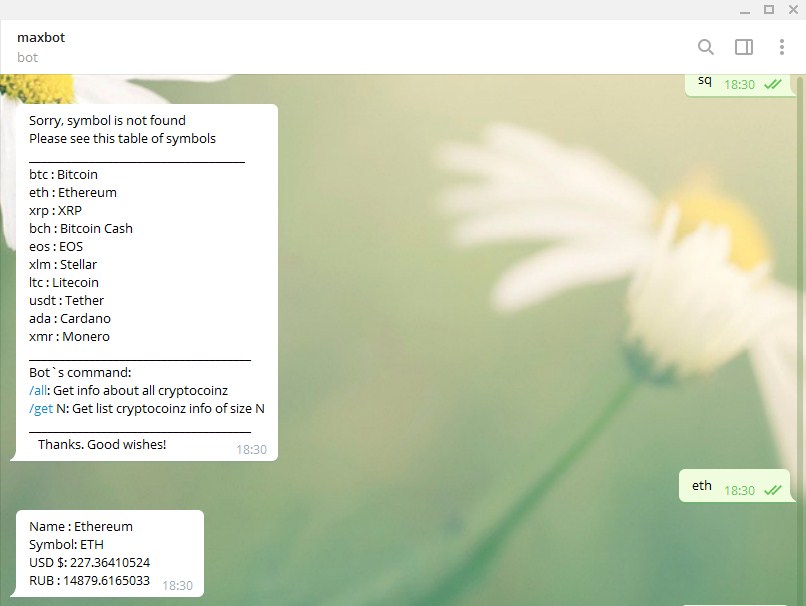 maxbot
bot
sq 18:30
Sorry, symbol is not found
Please see this table of symbols
btc : Bitcoin
eth : Ethereum
xrp : XRP
bch : Bitcoin Cash
eos : EOS
xlm : Stellar
ltc : Litecoin
usdt : Tether
ada : Cardano
xmr : Monero
Bot`s command:
/all: Get info about all cryptocoinz
/get N: Get list cryptocoinz info of size N
Thanks. Good wishes! 18:30
eth 18:30
Name : Ethereum
Symbol: ETH
USD $: 227.36410524
RUB : 14879.6165033 18:30